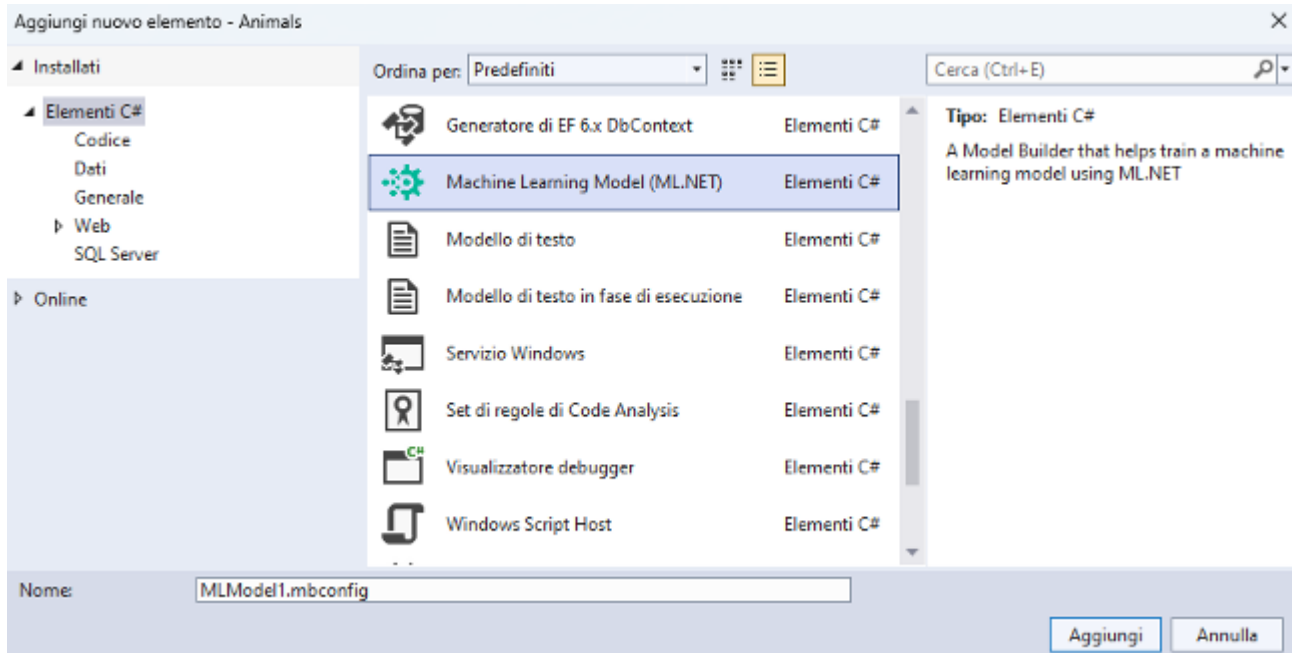 Aggiungi nuovo elemento - Animals
Installati
Elementi C#
Codice
Dati
Generale
Web
SQL Server
Online
Ordina per: Predefiniti
Generatore di EF 6.x DbContext Elementi C#
Machine Learning Model (ML.NET) Elementi C#
Modello di testo Elementi C#
Modello di testo in fase di esecuzione Elementi C#
Servizio Windows Elementi C#
Set di regole di Code Analysis Elementi C#
C#
Visualizzatore debugger Elementi C#
Windows Script Host Elementi C#
Cerca (Ctrl+E)
Tipo: Elementi C#
A Model Builder that helps train a machine
learning model using ML.NET
Nome: MLModel1.mbconfig
Aggiungi Annulla